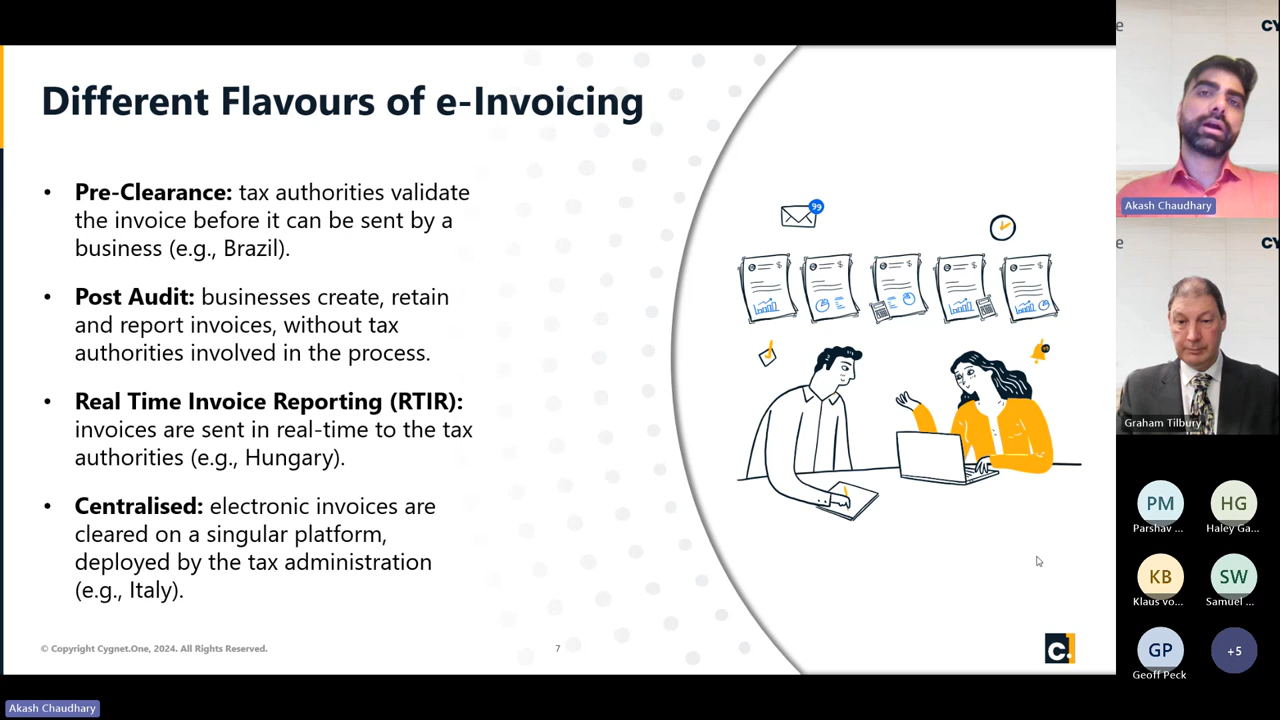 Different Flavours of e-Invoicing
• Pre-Clearance: tax authorities validate
the invoice before it can be sent by a
business (e.g., Brazil).
• Post Audit: businesses create, retain
and report invoices, without tax
authorities involved in the process.
• Real Time Invoice Reporting (RTIR):
invoices are sent in real-time to the tax
authorities (e.g., Hungary).
• Centralised: electronic invoices are
cleared on a singular platform,
deployed by the tax administration
(e.g., Italy).
99
© Copyright Cygnet.One, 2024. All Rights Reserved.
7
c.
Akash Chaudhary
e
CY
Akash Chaudhary
e
CY
Graham Tilbury
PM
HG
Parshav ...
Haley Ga...
KB
SW
Klaus vo...
Samuel ...
GP
+5
Geoff Peck